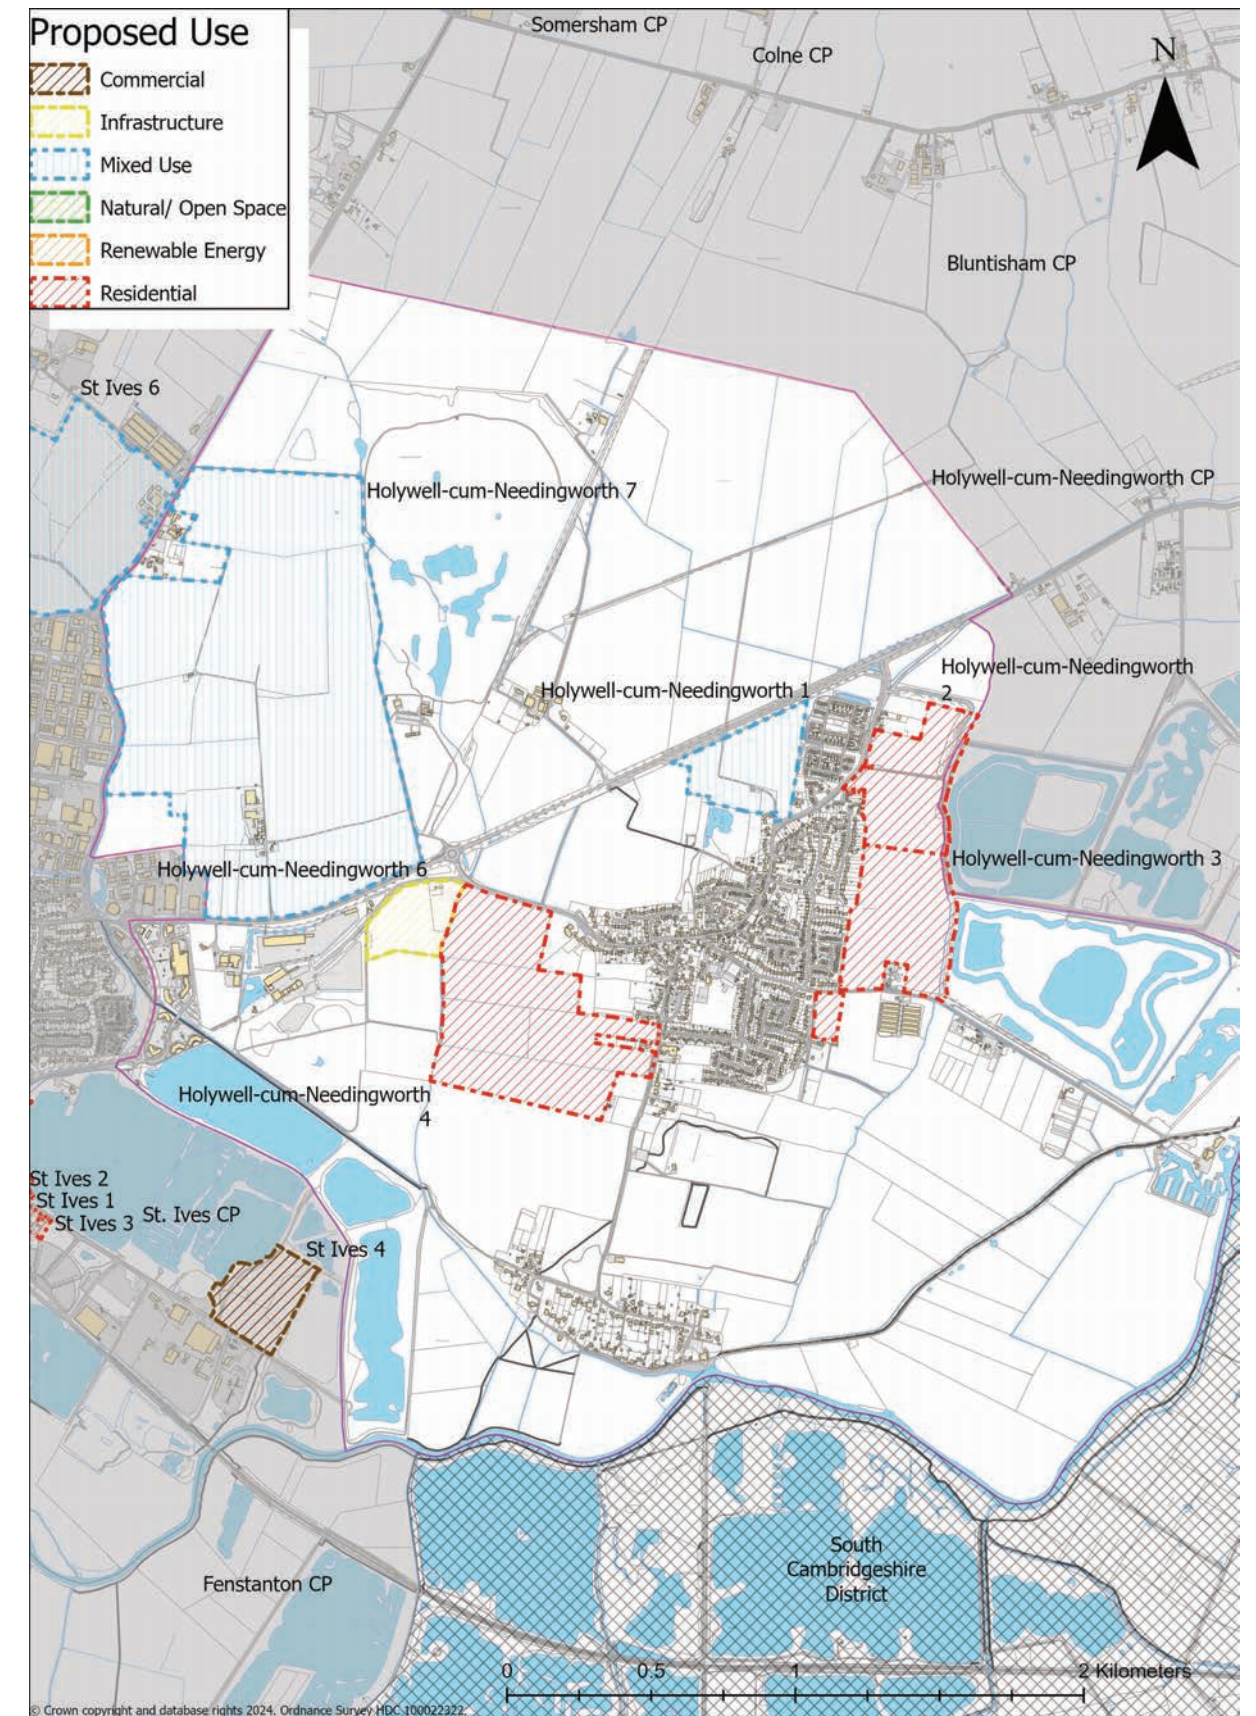 Proposed Use
Commercial
Infrastructure
Mixed Use
Natural/ Open Space
Renewable Energy
Residential
Somersham CP
Colne CP
N
Bluntisham CP
St Ives 6
Holywell-cum-Needingworth CP
Holywell-cum-Needingworth 7
Holywell-cum-Needingworth
2
Holywell-cum-Needingworth 1
Holywell-cum-Needingworth 3
Holywell-cum-Needingworth 6
Holywell-cum-Needingworth
4
St Ives 2
St Ives 1
St Ives 3
St. Ives CP
St Ives 4
South
Cambridgeshire
District
Fenstanton CP
0 0.5 1 2 Kilometers
© Crown copyright and database rights 2024. Ordnance Survey HDC 100022322.